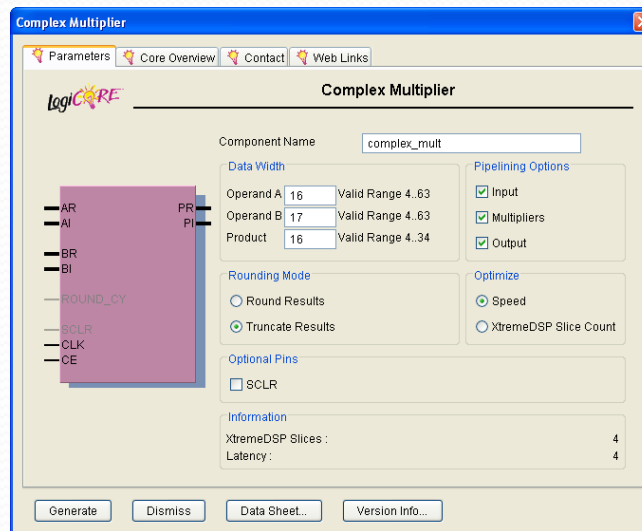 Complex Multiplier
Parameters Core Overview Contact Web Links
LogiCORE
Complex Multiplier
Component Name complex_mult
Data Width
Operand A 16 Valid Range 4..63
Operand B 17 Valid Range 4..63
Product 16 Valid Range 4..34
Pipelining Options
Input
Multipliers
Output
AR PR
AI PI
BR
BI
ROUND_CY
SCLR
CLK
CE
Rounding Mode
Round Results
Truncate Results
Optimize
Speed
XtremeDSP Slice Count
Optional Pins
SCLR
Information
XtremeDSP Slices : 4
Latency : 4
Generate Dismiss Data Sheet... Version Info...